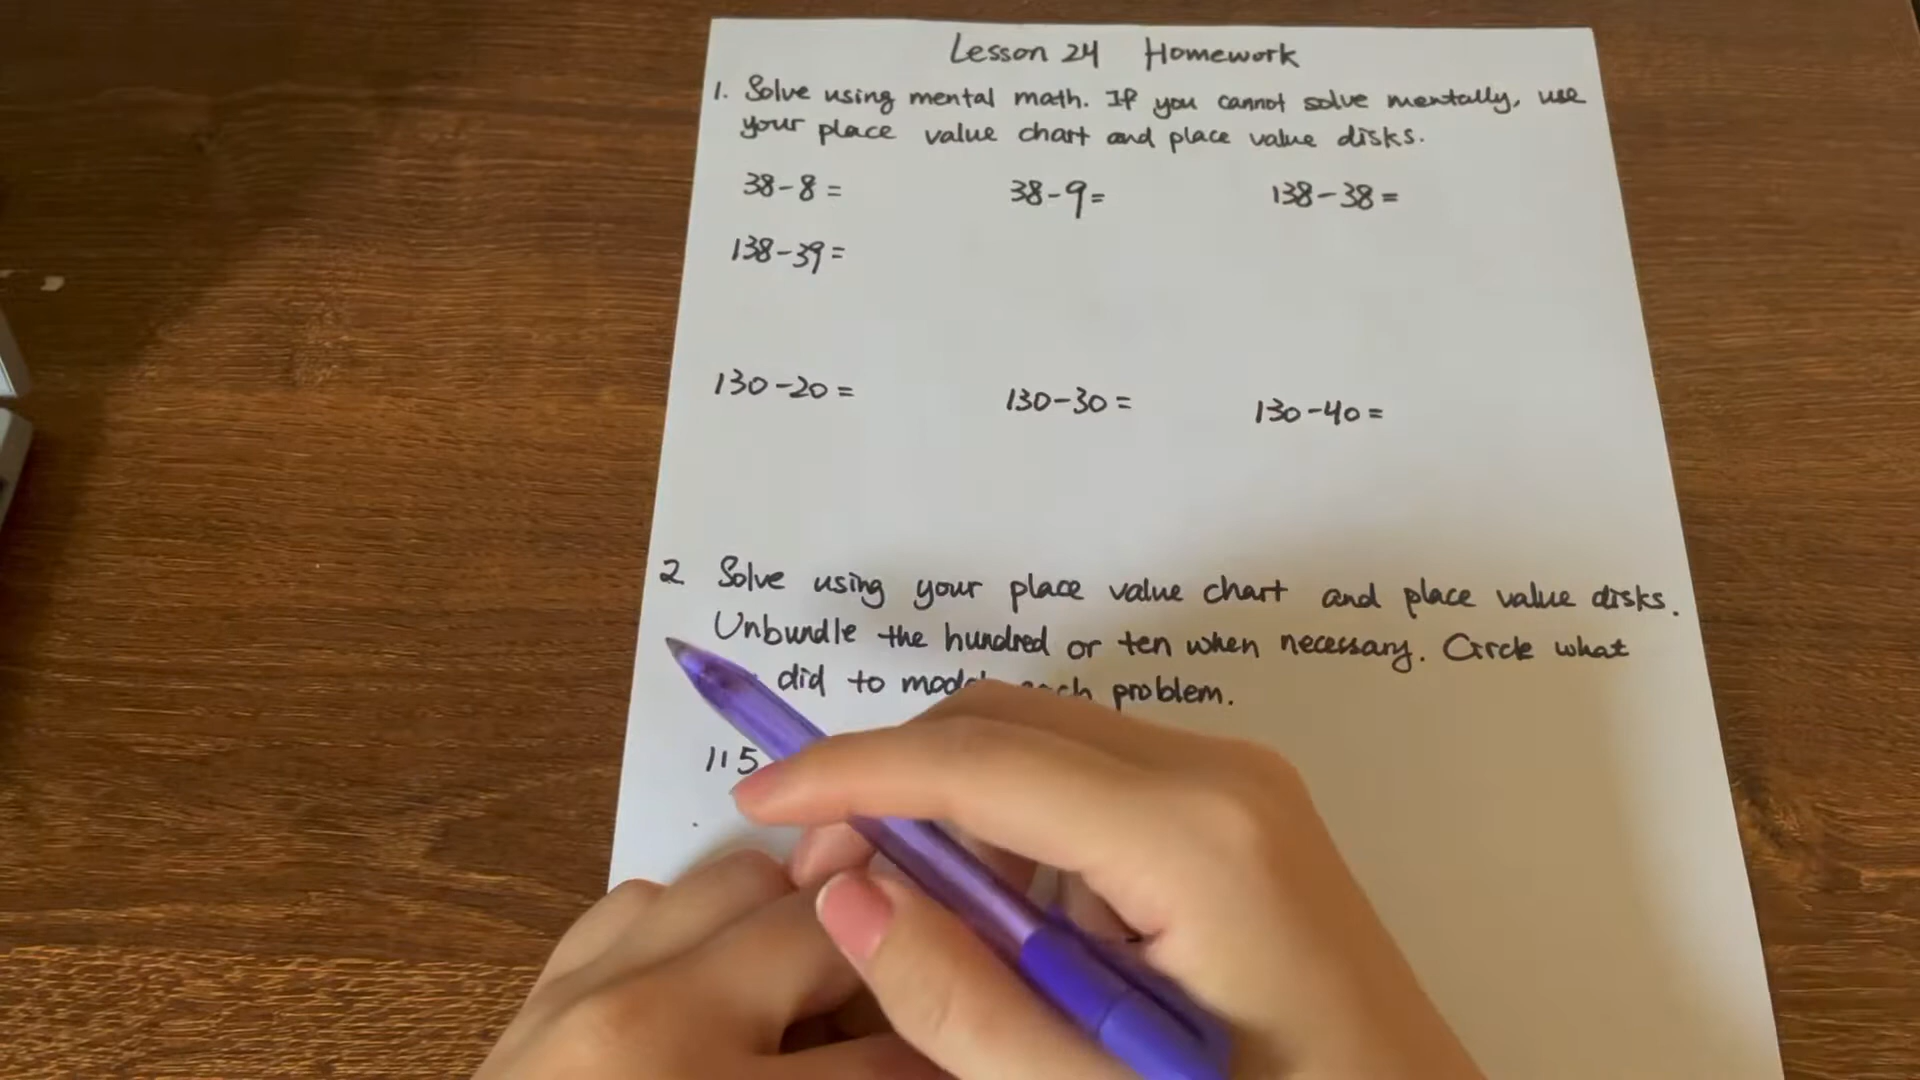 Lesson 24 Homework
1. Solve using mental math. If you cannot solve mentally, use
your place value chart and place value disks.
38-8= 38-9= 138-38=
138-39=
130-20= 130-30= 130-40=
2 Solve using your place value chart and place value disks.
Unbundle the hundred or ten when necessary. Circle what
did to problem.
115